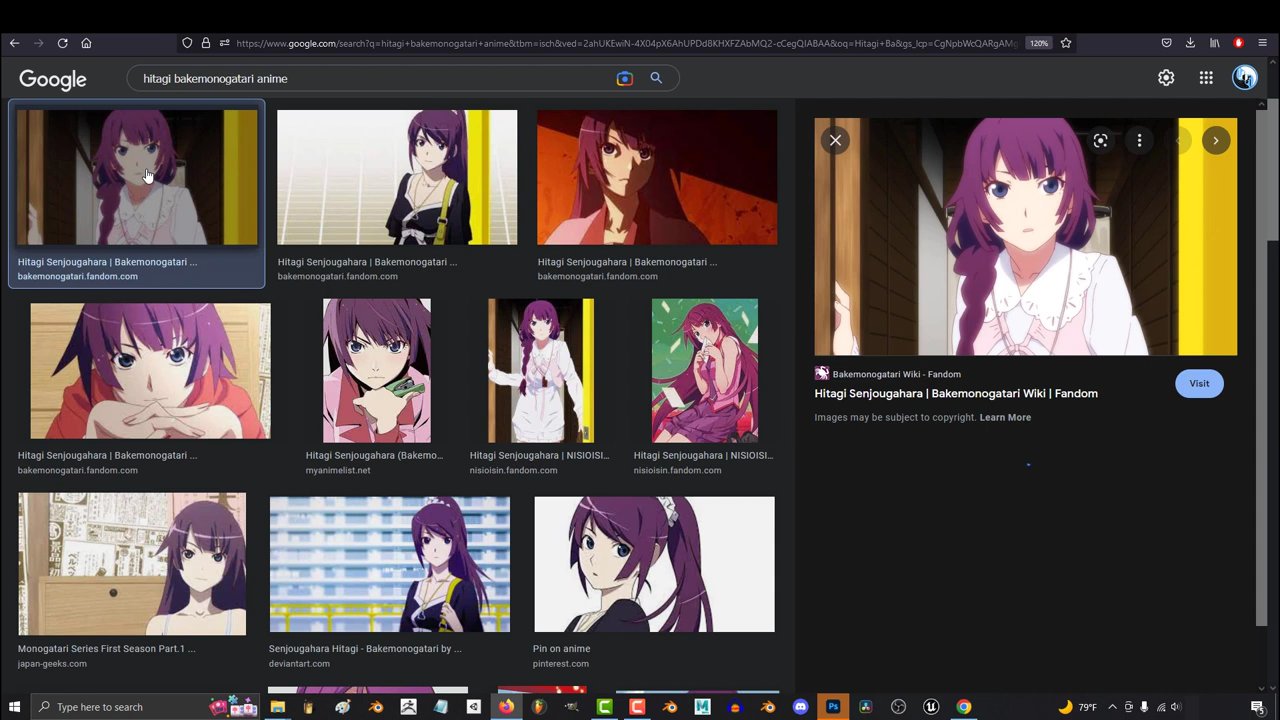 https://www.google.com/search?q=hitagi+bakemonogatari+anime&tbm=isch&ved=2ahUKEwiN-4X04pX6AhUPDd8KHXFZAbMQ2-cCegQIABAA&oq=Hitagi+Ba&gs_lcp=CgNpbWcQARgAMg
120%
Google
hitagi bakemonogatari anime
Hitagi Senjougahara | Bakemonogatari ...
bakemonogatari.fandom.com
Hitagi Senjougahara | Bakemonogatari ...
bakemonogatari.fandom.com
Hitagi Senjougahara | Bakemonogatari ...
bakemonogatari.fandom.com
Hitagi Senjougahara | Bakemonogatari ...
bakemonogatari.fandom.com
Hitagi Senjougahara (Bakemo...
myanimelist.net
Hitagi Senjougahara | NISIOISI...
nisioisin.fandom.com
Hitagi Senjougahara | NISIOISI...
nisioisin.fandom.com
Monogatari Series First Season Part.1 ...
japan-geeks.com
Senjougahara Hitagi - Bakemonogatari by ...
deviantart.com
Pin on anime
pinterest.com
Bakemonogatari Wiki - Fandom
Hitagi Senjougahara | Bakemonogatari Wiki | Fandom
Visit
Images may be subject to copyright. Learn More
Type here to search
Ps
79°F
5